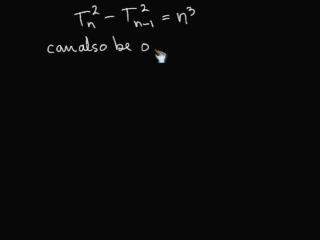 T_n^2 - T_{n-1}^2 = n^3
can also be o